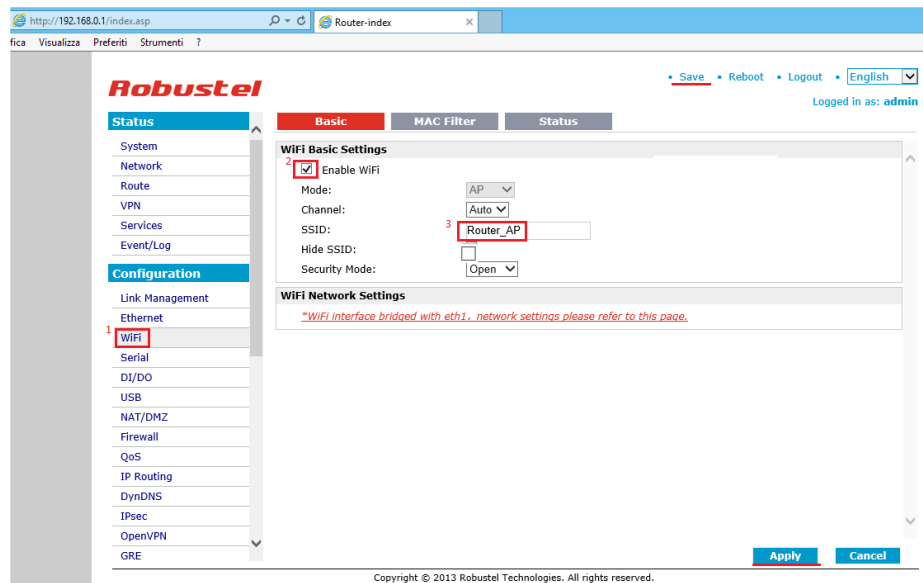 http://192.168.0.1/index.asp
Router-index
fica Visualizza Preferiti Strumenti ?
Robustel
• Save • Reboot • Logout • English
Logged in as: admin
Status
System
Network
Route
VPN
Services
Event/Log
Configuration
Link Management
Ethernet
1 WiFi
Serial
DI/DO
USB
NAT/DMZ
Firewall
QoS
IP Routing
DynDNS
IPsec
OpenVPN
GRE
Basic MAC Filter Status
WiFi Basic Settings
2 Enable WiFi
Mode: AP
Channel: Auto
SSID: 3 Router_AP
Hide SSID:
Security Mode: Open
WiFi Network Settings
*WiFi interface bridged with eth1, network settings please refer to this page.
Apply Cancel
Copyright © 2013 Robustel Technologies. All rights reserved.